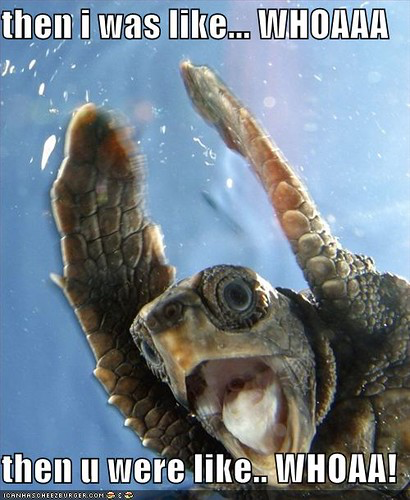 then i was like... WHOAAA
then u were like.. WHOAA!
ICANHASCHEEZBURGER.COM